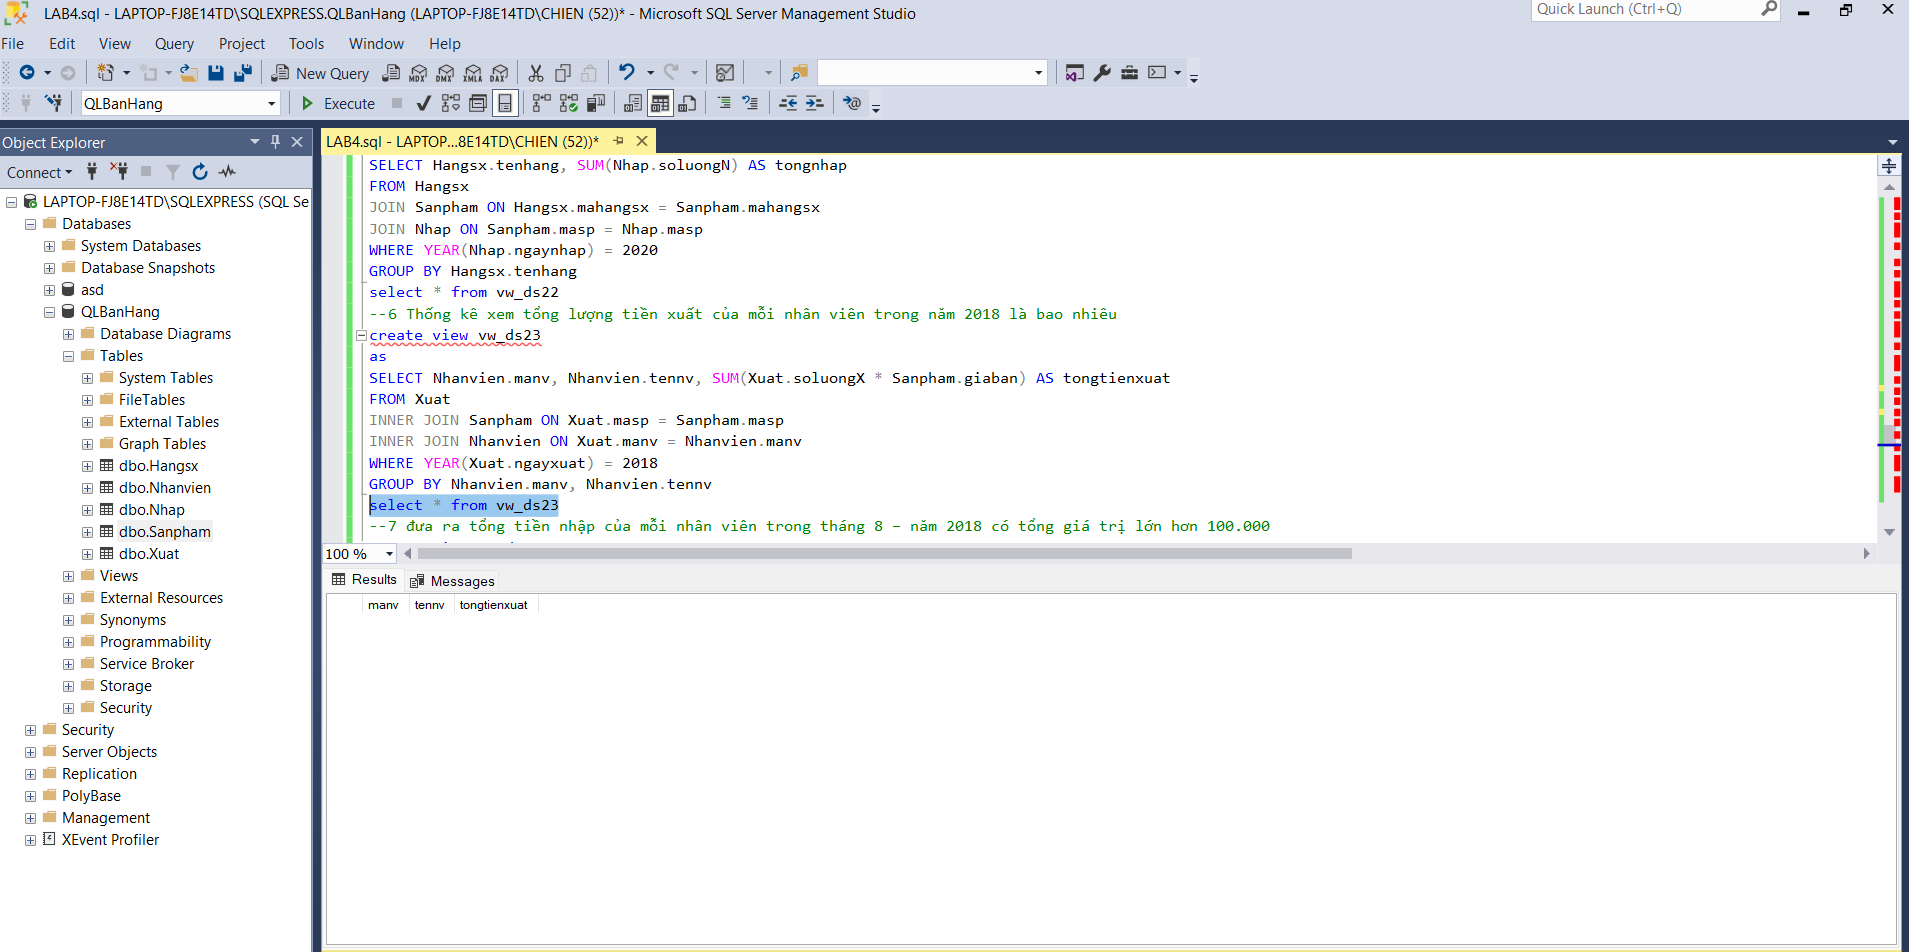 LAB4.sql - LAPTOP-FJ8E14TD\SQLEXPRESS.QLBanHang (LAPTOP-FJ8E14TD\CHIEN (52))* - Microsoft SQL Server Management Studio
Quick Launch (Ctrl+Q)
File Edit View Query Project Tools Window Help
New Query MDX DMX XMLA DAX
QLBanHang Execute
Object Explorer
Connect
LAPTOP-FJ8E14TD\SQLEXPRESS (SQL Se
Databases
System Databases
Database Snapshots
asd
QLBanHang
Database Diagrams
Tables
System Tables
FileTables
External Tables
Graph Tables
dbo.Hangsx
dbo.Nhanvien
dbo.Nhap
dbo.Sanpham
dbo.Xuat
Views
External Resources
Synonyms
Programmability
Service Broker
Storage
Security
Security
Server Objects
Replication
PolyBase
Management
XEvent Profiler
LAB4.sql - LAPTOP...8E14TD\CHIEN (52))*
SELECT Hangsx.tenhang, SUM(Nhap.soluongN) AS tongnhap
FROM Hangsx
JOIN Sanpham ON Hangsx.mahangsx = Sanpham.mahangsx
JOIN Nhap ON Sanpham.masp = Nhap.masp
WHERE YEAR(Nhap.ngaynhap) = 2020
GROUP BY Hangsx.tenhang
select * from vw_ds22
--6 Thống kê xem tổng lượng tiền xuất của mỗi nhân viên trong năm 2018 là bao nhiêu
create view vw_ds23
as
SELECT Nhanvien.manv, Nhanvien.tennv, SUM(Xuat.soluongX * Sanpham.giaban) AS tongtienxuat
FROM Xuat
INNER JOIN Sanpham ON Xuat.masp = Sanpham.masp
INNER JOIN Nhanvien ON Xuat.manv = Nhanvien.manv
WHERE YEAR(Xuat.ngayxuat) = 2018
GROUP BY Nhanvien.manv, Nhanvien.tennv
select * from vw_ds23
--7 đưa ra tổng tiền nhập của mỗi nhân viên trong tháng 8 – năm 2018 có tổng giá trị lớn hơn 100.000
100 %
Results Messages
manv tennv tongtienxuat